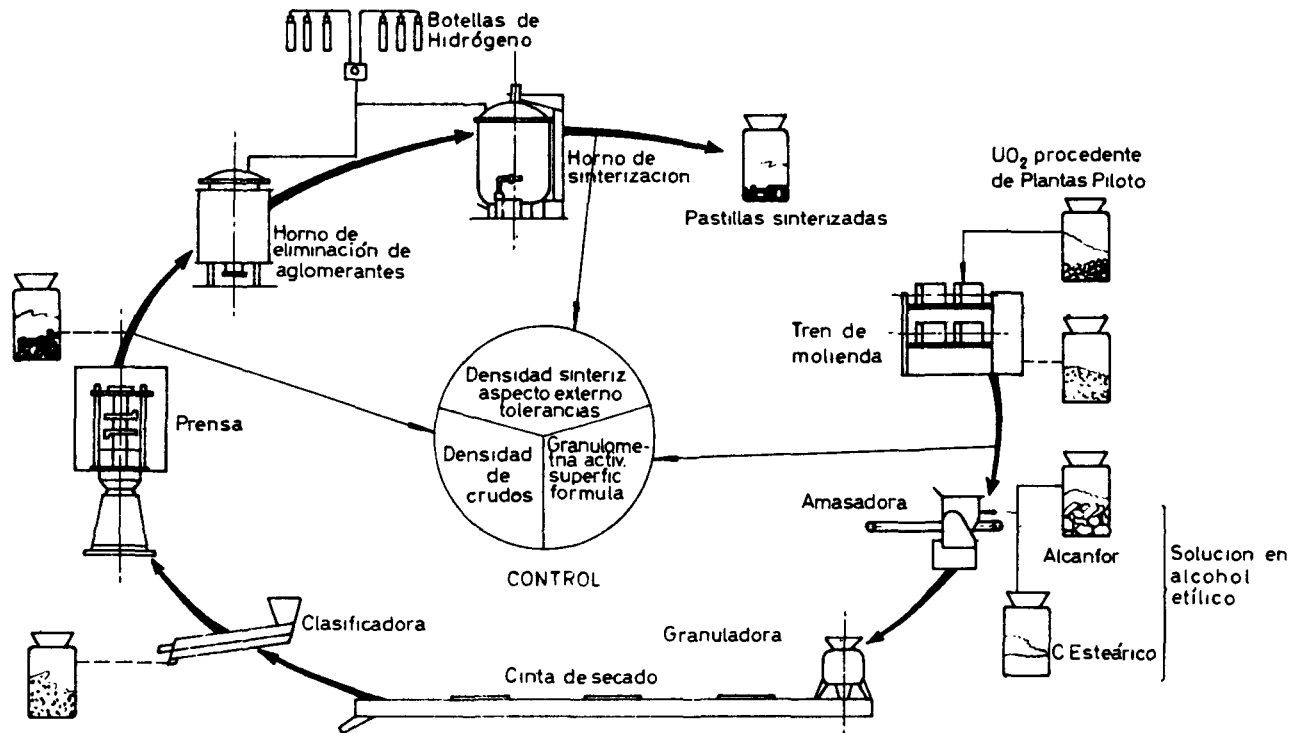 Botellas de
Hidrógeno
Horno de
sinterizacion
Pastillas sinterizadas
UO₂ procedente
de Plantas Piloto
Horno de
eliminación de
aglomerantes
Tren de
molienda
Prensa
Densidad sinteriz
aspecto externo
tolerancias
Densidad
de
crudos
Granulome-
tria activ.
superfic
formula
CONTROL
Amasadora
Alcanfor
Solucion en
alcohol
etílico
C Esteárico
Clasificadora
Granuladora
Cinta de secado